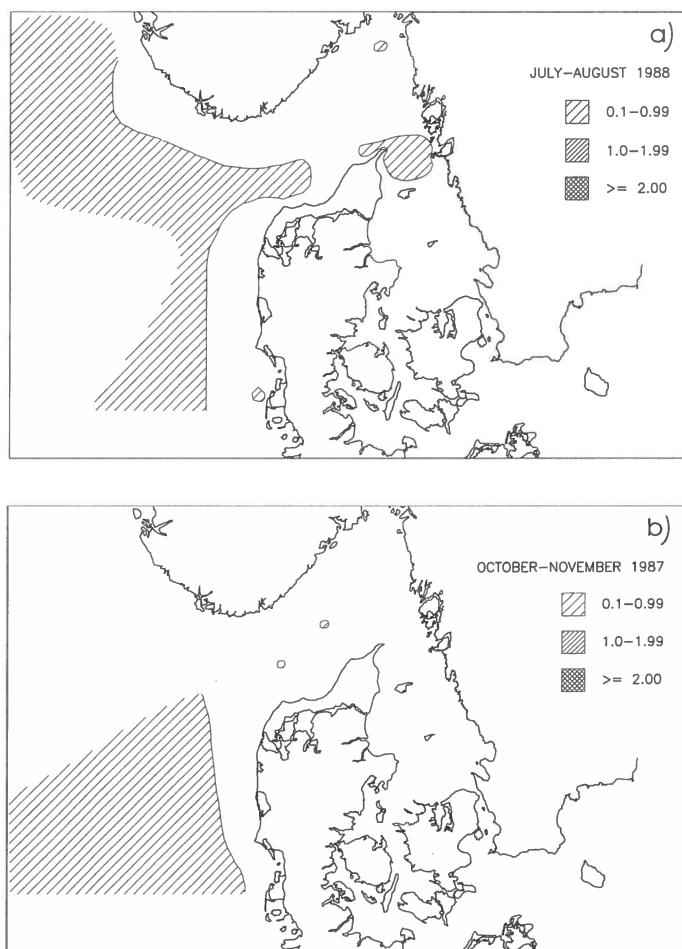 a)
JULY–AUGUST 1988
0.1–0.99
1.0–1.99
>= 2.00
b)
OCTOBER–NOVEMBER 1987
0.1–0.99
1.0–1.99
>= 2.00